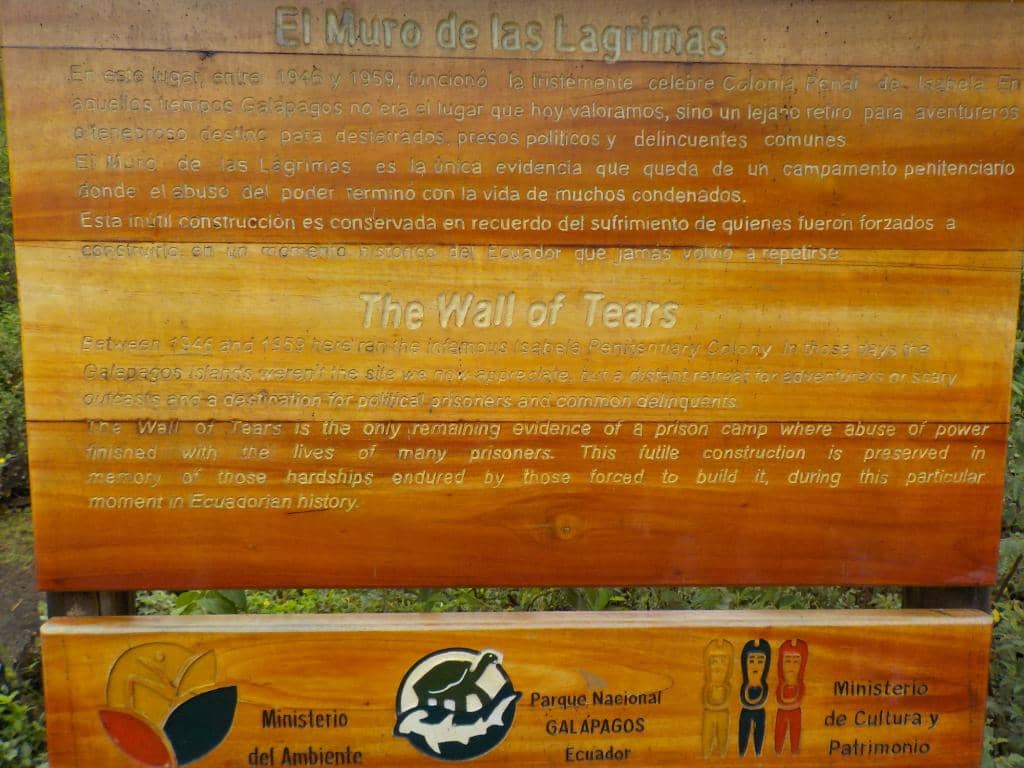 El Muro de las Lagrimas
En este lugar, entre 1946 y 1959, funcionó la tristemente celebre Colonia Penal de Isabela. En
aquellos tiempos Galápagos no era el lugar que hoy valoramos, sino un lejano retiro para aventureros
o tenebroso destino para desterrados, presos políticos y delincuentes comunes
El Muro de las Lágrimas es la única evidencia que queda de un campamento penitenciario
donde el abuso del poder terminó con la vida de muchos condenados.
Esta inútil construcción es conservada en recuerdo del sufrimiento de quienes fueron forzados a
construirlo en un momento histórico del Ecuador que jamás volvió a repetirse.
The Wall of Tears
Between 1946 and 1959 here ran the infamous Isabela Penitentiary Colony. In those days the
Galapagos Islands weren't the site we now appreciate, but a distant retreat for adventurers or scary
outcasts and a destination for political prisoners and common delinquents.
The Wall of Tears is the only remaining evidence of a prison camp where abuse of power
finished with the lives of many prisoners. This futile construction is preserved in
memory of those hardships endured by those forced to build it, during this particular
moment in Ecuadorian history.
Ministerio
del Ambiente
Parque Nacional
GALÁPAGOS
Ecuador
Ministerio
de Cultura y
Patrimonio